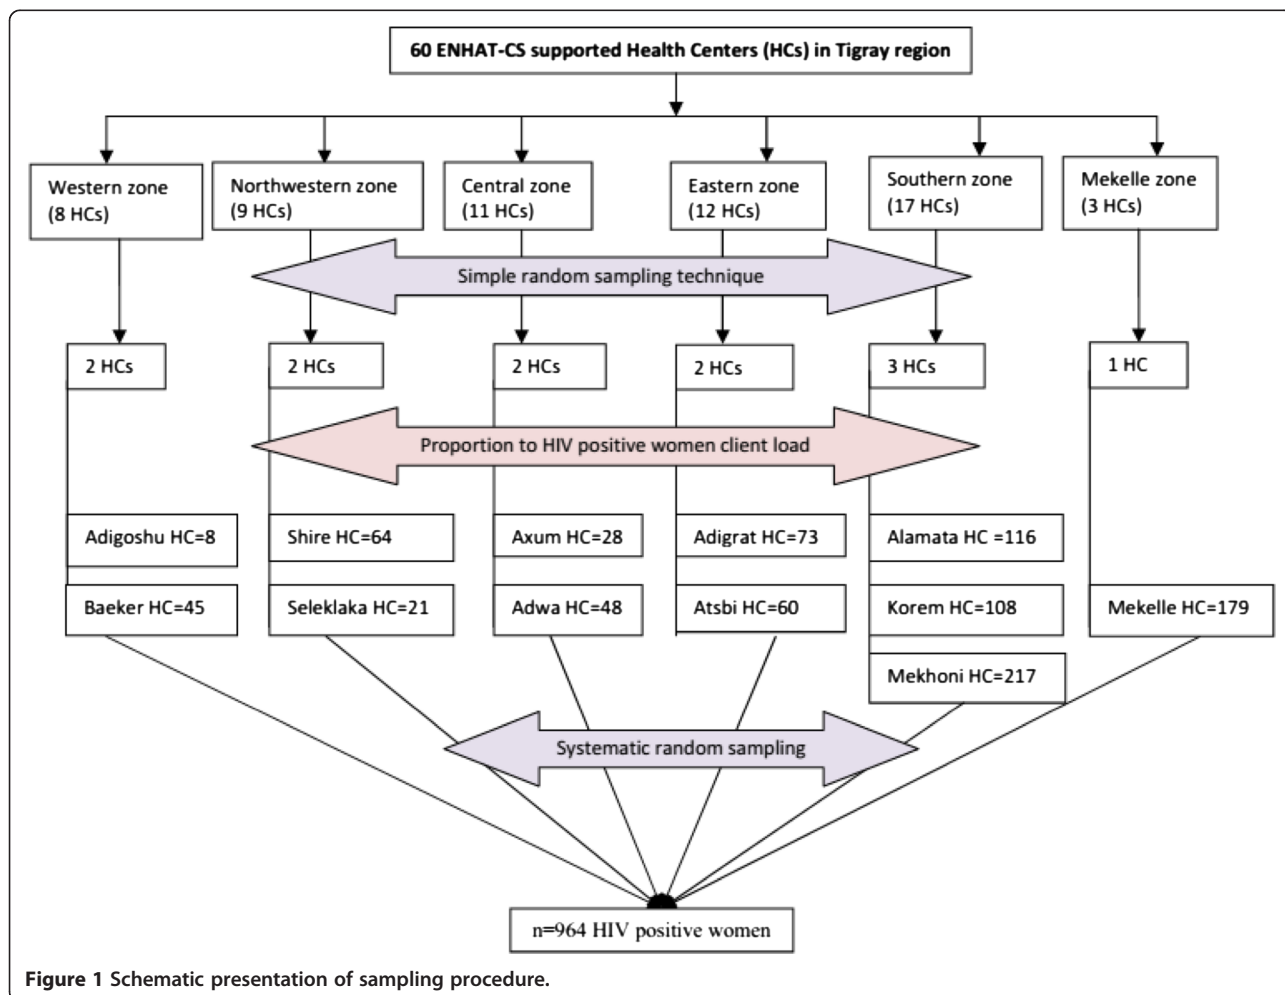 60 ENHAT-CS supported Health Centers (HCs) in Tigray region
Western zone
(8 HCs)
Northwestern zone
(9 HCs)
Central zone
(11 HCs)
Eastern zone
(12 HCs)
Southern zone
(17 HCs)
Mekelle zone
(3 HCs)
Simple random sampling technique
2 HCs
2 HCs
2 HCs
2 HCs
3 HCs
1 HC
Proportion to HIV positive women client load
Adigoshu HC=8
Shire HC=64
Axum HC=28
Adigrat HC=73
Alamata HC =116
Baeker HC=45
Seleklaka HC=21
Adwa HC=48
Atsbi HC=60
Korem HC=108
Mekelle HC=179
Mekhoni HC=217
Systematic random sampling
n=964 HIV positive women
Figure 1 Schematic presentation of sampling procedure.